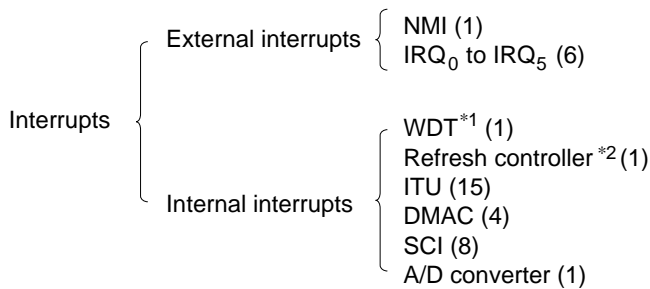 Interrupts
External interrupts
NMI (1)
IRQ0 to IRQ5 (6)
Internal interrupts
WDT*1 (1)
Refresh controller*2 (1)
ITU (15)
DMAC (4)
SCI (8)
A/D converter (1)